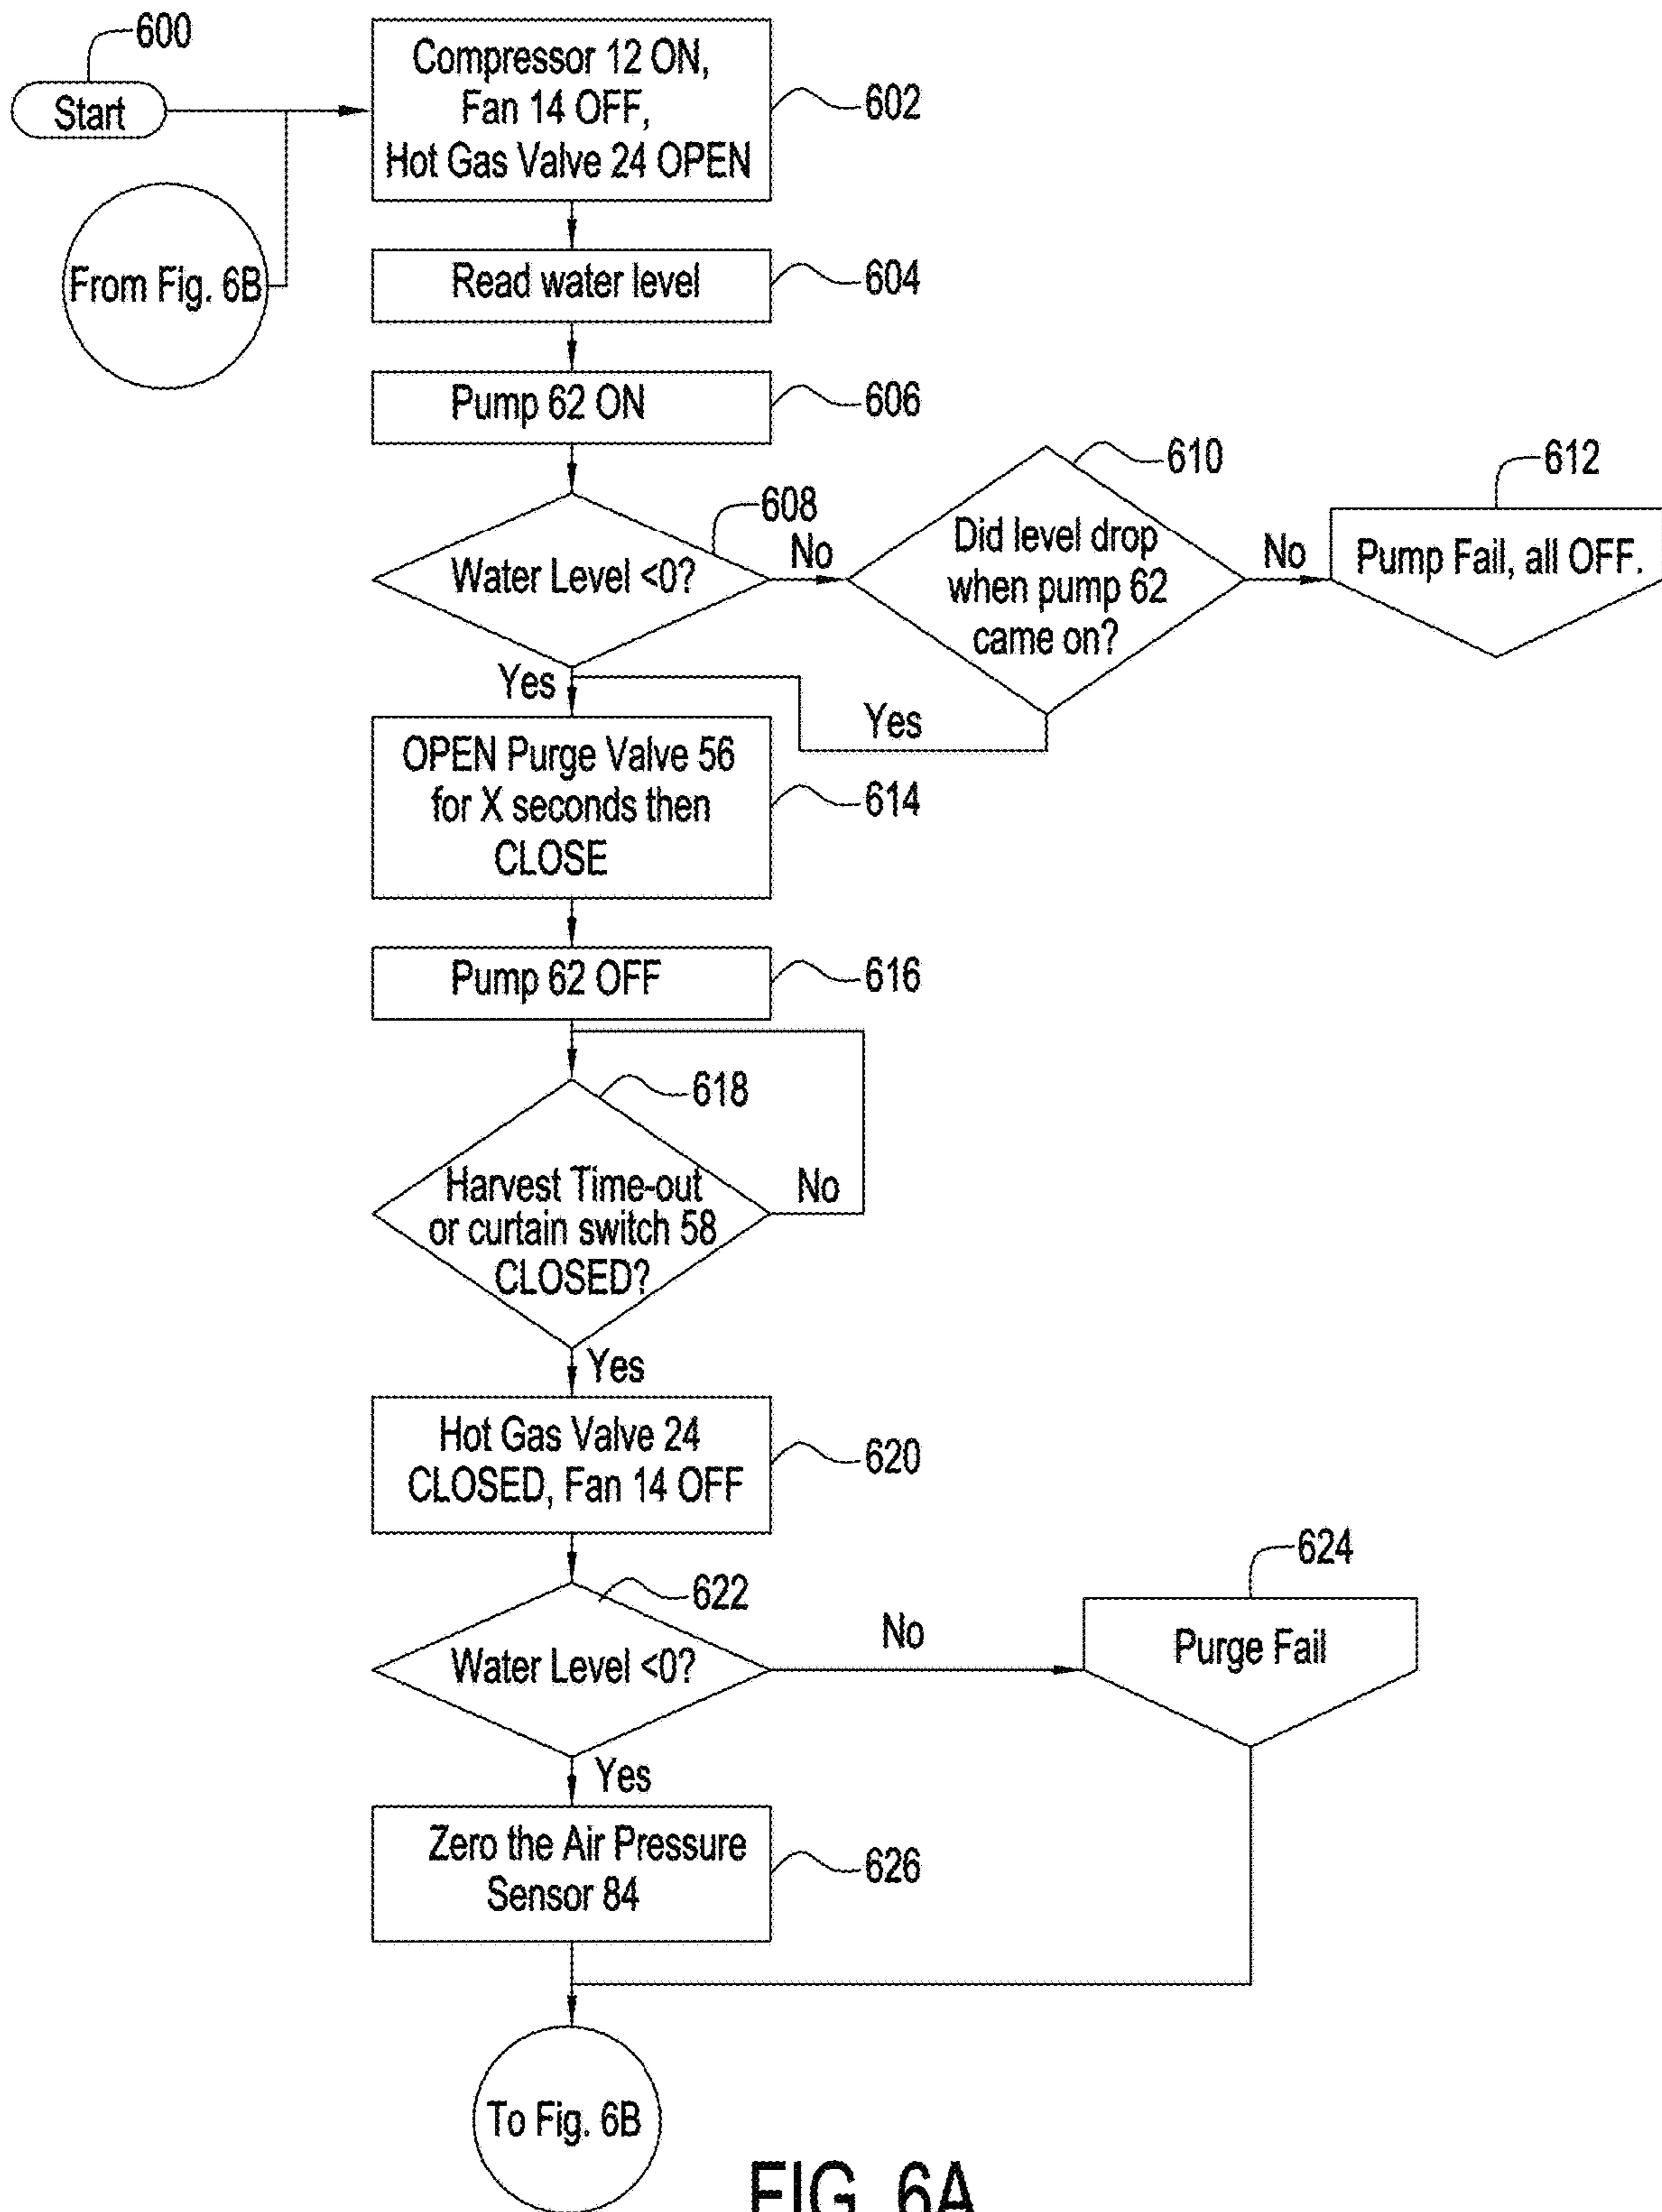 600
Start
Compressor 12 ON,
Fan 14 OFF,
Hot Gas Valve 24 OPEN
602
From Fig. 6B
Read water level
604
Pump 62 ON
606
Water Level <0?
608
No
Did level drop
when pump 62
came on?
610
No
Pump Fail, all OFF.
612
Yes
Yes
OPEN Purge Valve 56
for X seconds then
CLOSE
614
Pump 62 OFF
616
618
Harvest Time-out
or curtain switch 58
CLOSED?
No
Yes
Hot Gas Valve 24
CLOSED, Fan 14 OFF
620
622
Water Level <0?
No
624
Purge Fail
Yes
Zero the Air Pressure
Sensor 84
626
To Fig. 6B
FIG. 6A